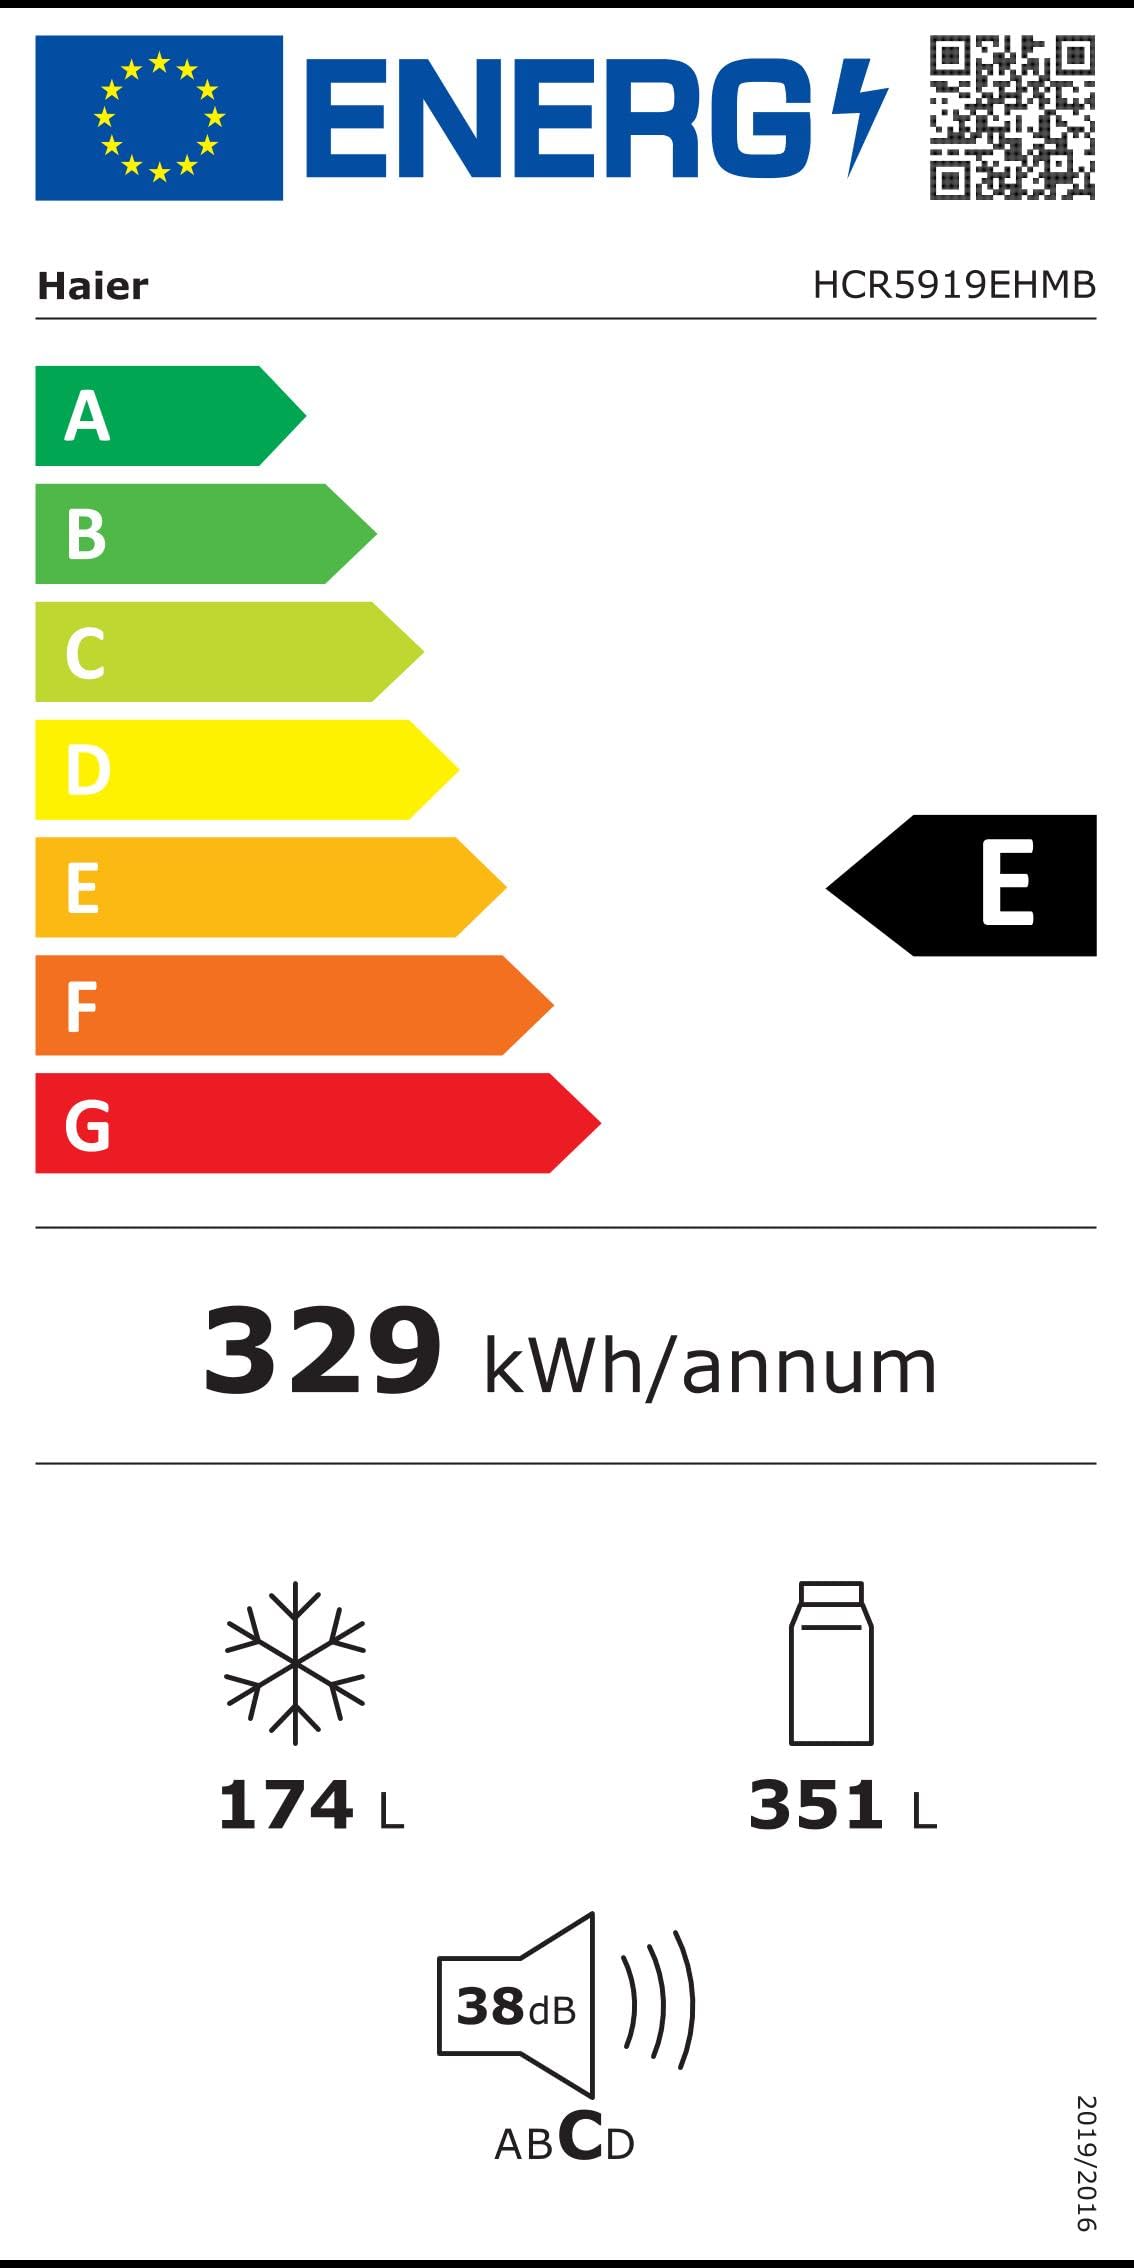 ENERG
Haier
HCR5919EHMB
A
B
C
D
E
E
F
G
329 kWh/annum
174 L
351 L
38dB
ABCD
2019/2016